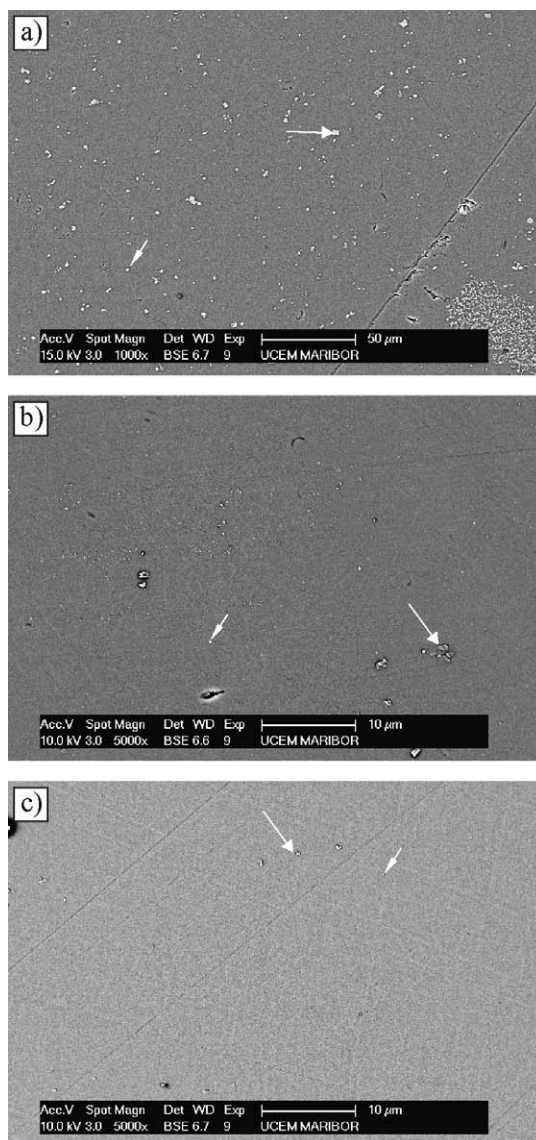 a)
Acc.V Spot Magn Det WD Exp 50 μm
15.0 kV 3.0 1000x BSE 6.7 9 UCEM MARIBOR
b)
Acc.V Spot Magn Det WD Exp 10 μm
10.0 kV 3.0 5000x BSE 6.6 9 UCEM MARIBOR
c)
Acc.V Spot Magn Det WD Exp 10 μm
10.0 kV 3.0 5000x BSE 6.7 9 UCEM MARIBOR